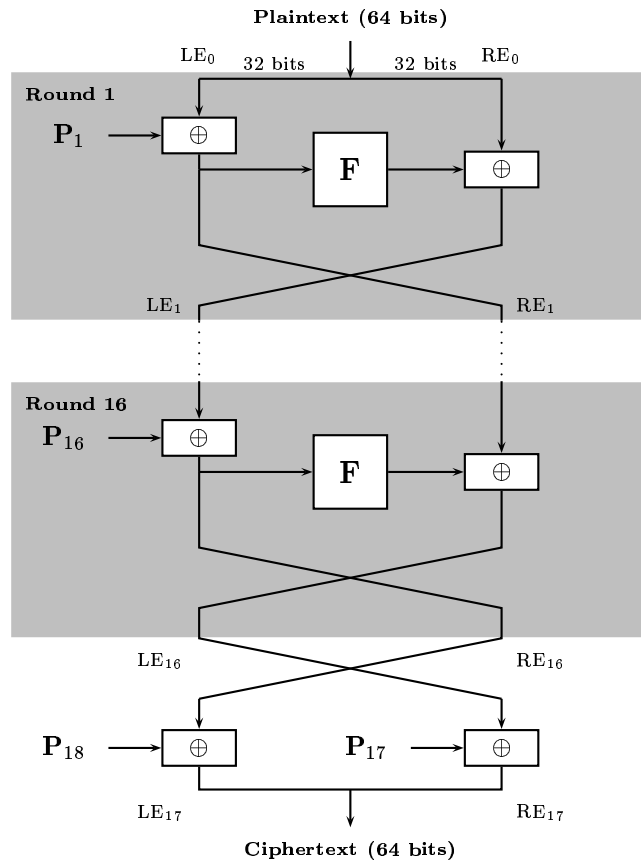 Plaintext (64 bits)
LE₀ 32 bits 32 bits RE₀
Round 1
P₁ ⊕ F ⊕
LE₁ RE₁
Round 16
P₁₆ ⊕ F ⊕
LE₁₆ RE₁₆
P₁₈ ⊕ P₁₇ ⊕
LE₁₇ RE₁₇
Ciphertext (64 bits)